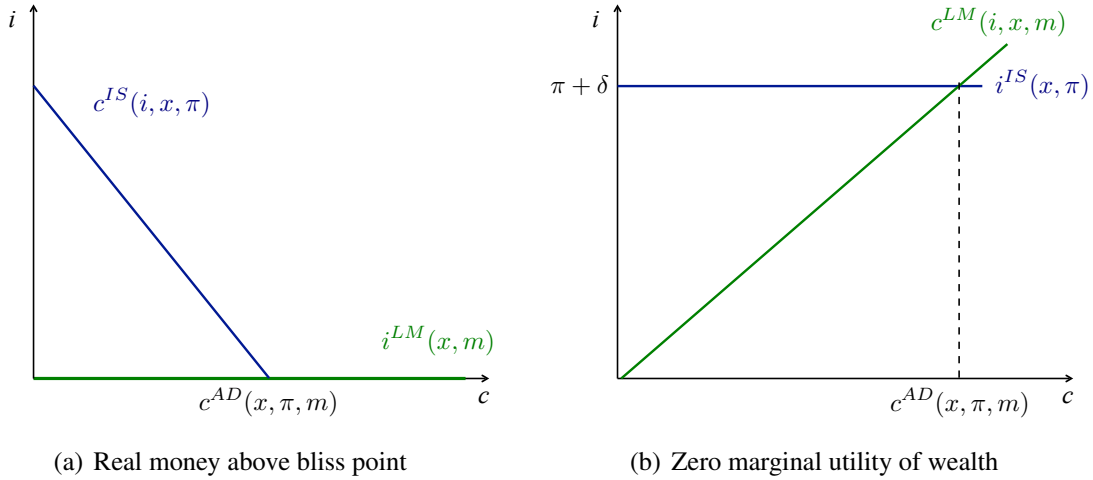 i
c^{IS}(i, x, π)
i^{LM}(x, m)
c^{AD}(x, π, m)
c
(a) Real money above bliss point
i
c^{LM}(i, x, m)
π + δ
i^{IS}(x, π)
c^{AD}(x, π, m)
c
(b) Zero marginal utility of wealth